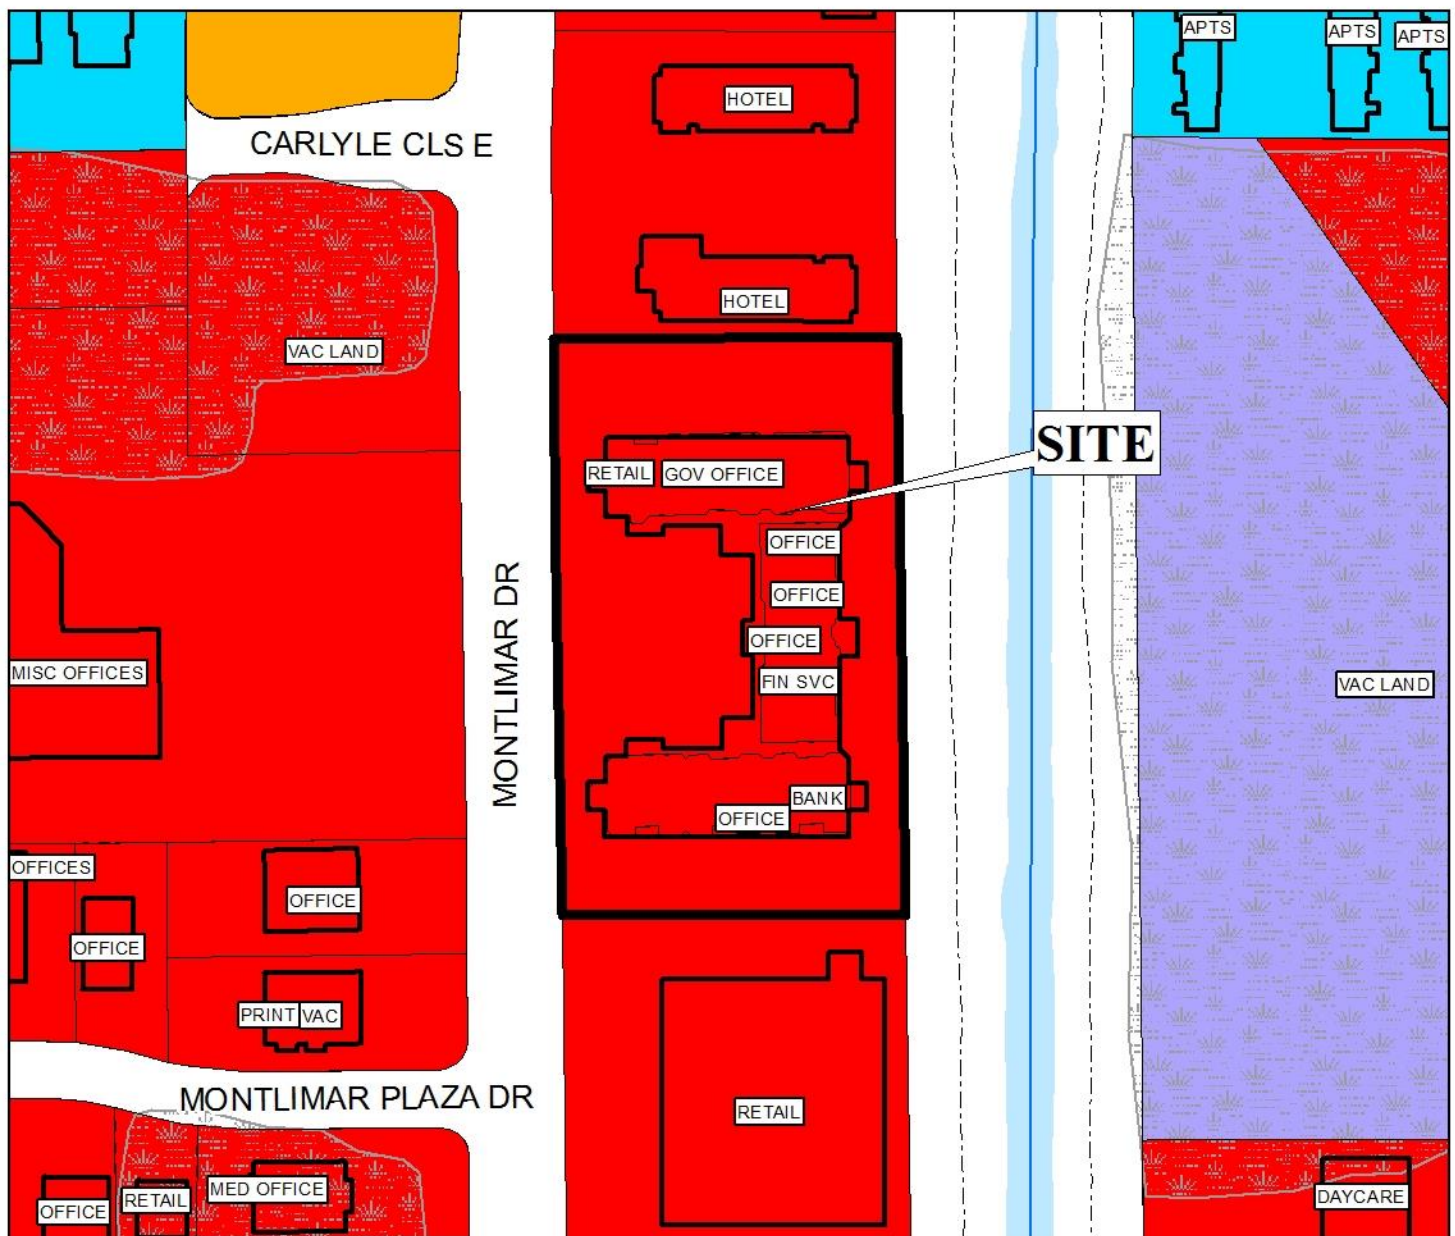 APTS
APTS
APTS
HOTEL
CARLYLE CLS E
HOTEL
VAC LAND
SITE
RETAIL
GOV OFFICE
OFFICE
OFFICE
MONTLIMAR DR
OFFICE
MISC OFFICES
FIN SVC
VAC LAND
BANK
OFFICE
OFFICES
OFFICE
OFFICE
PRINT
VAC
MONTLIMAR PLAZA DR
RETAIL
MED OFFICE
RETAIL
OFFICE
DAYCARE